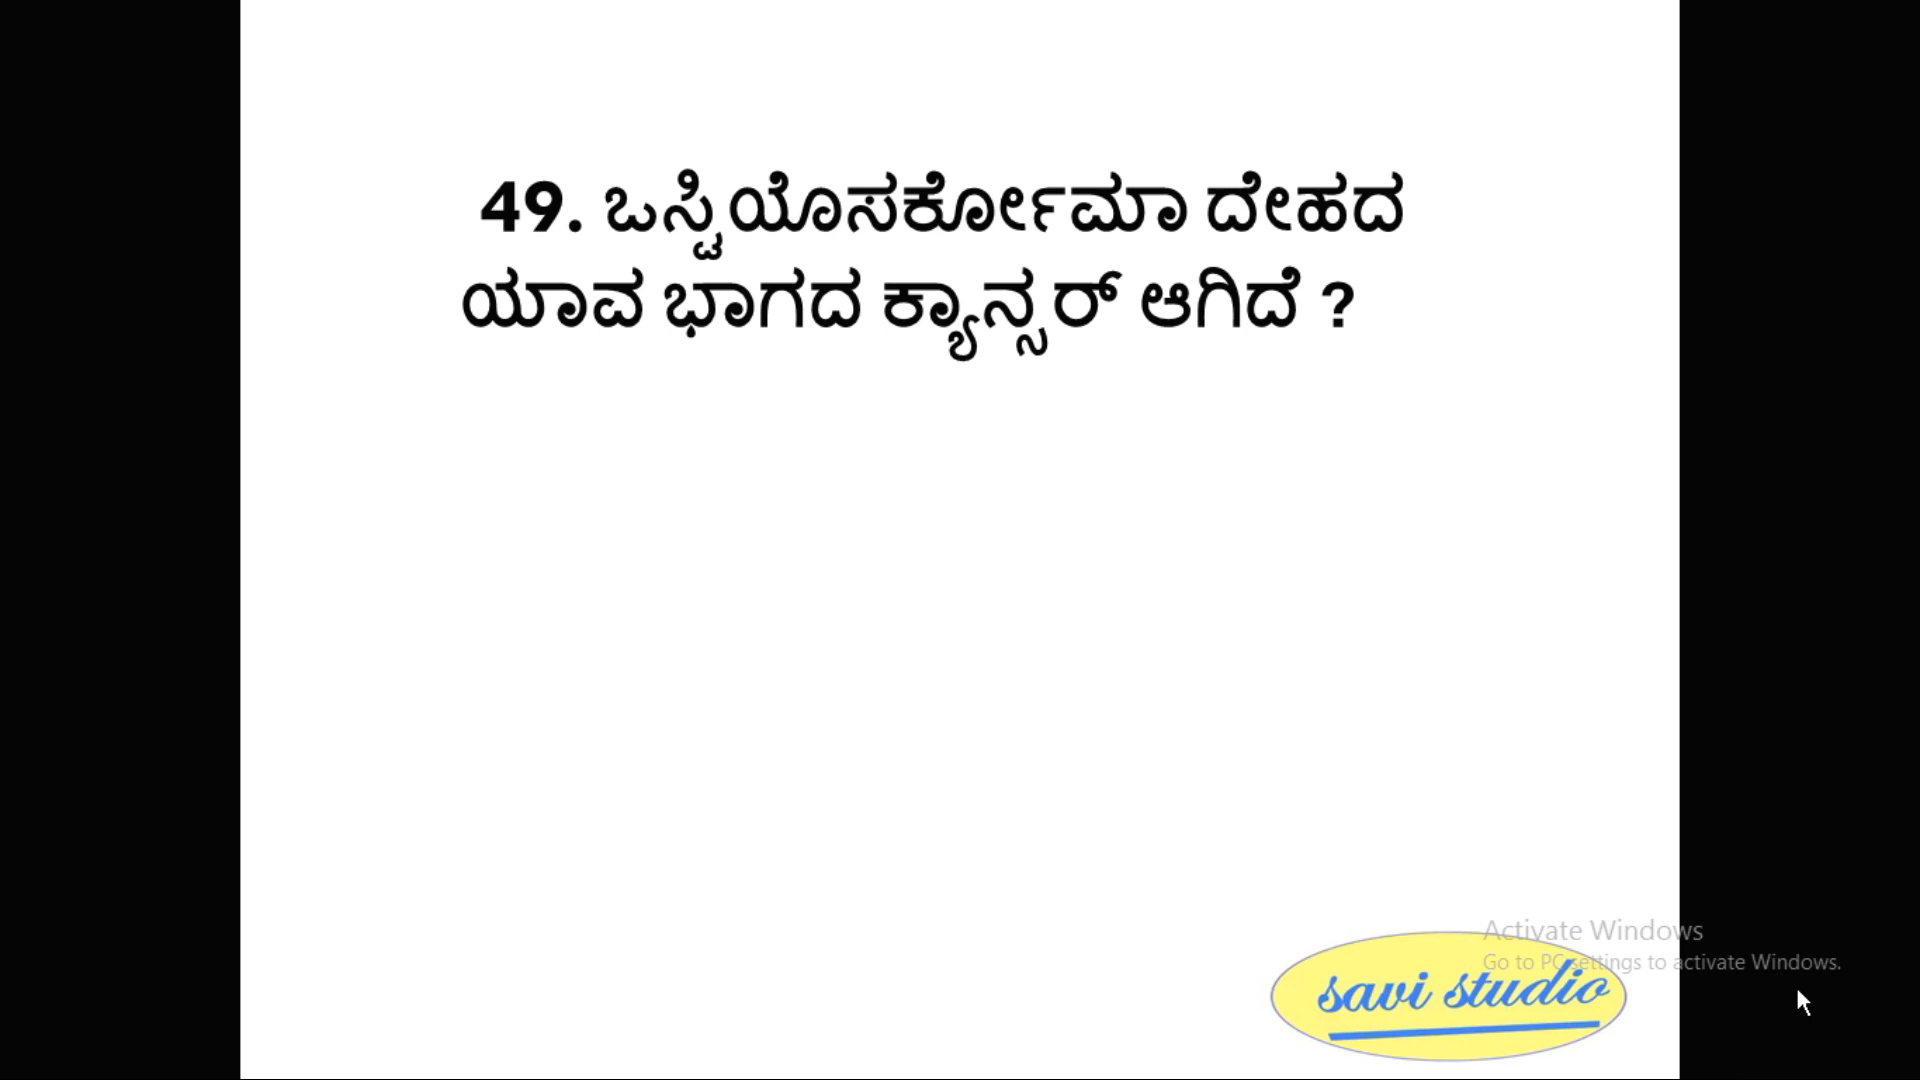 49. ಒಸ್ಟಿಯೊಸರ್ಕೋಮಾ ದೇಹದ
ಯಾವ ಭಾಗದ ಕ್ಯಾನ್ಸರ್ ಆಗಿದೆ ?
Activate Windows
Go to PC settings to activate Windows.
savi studio